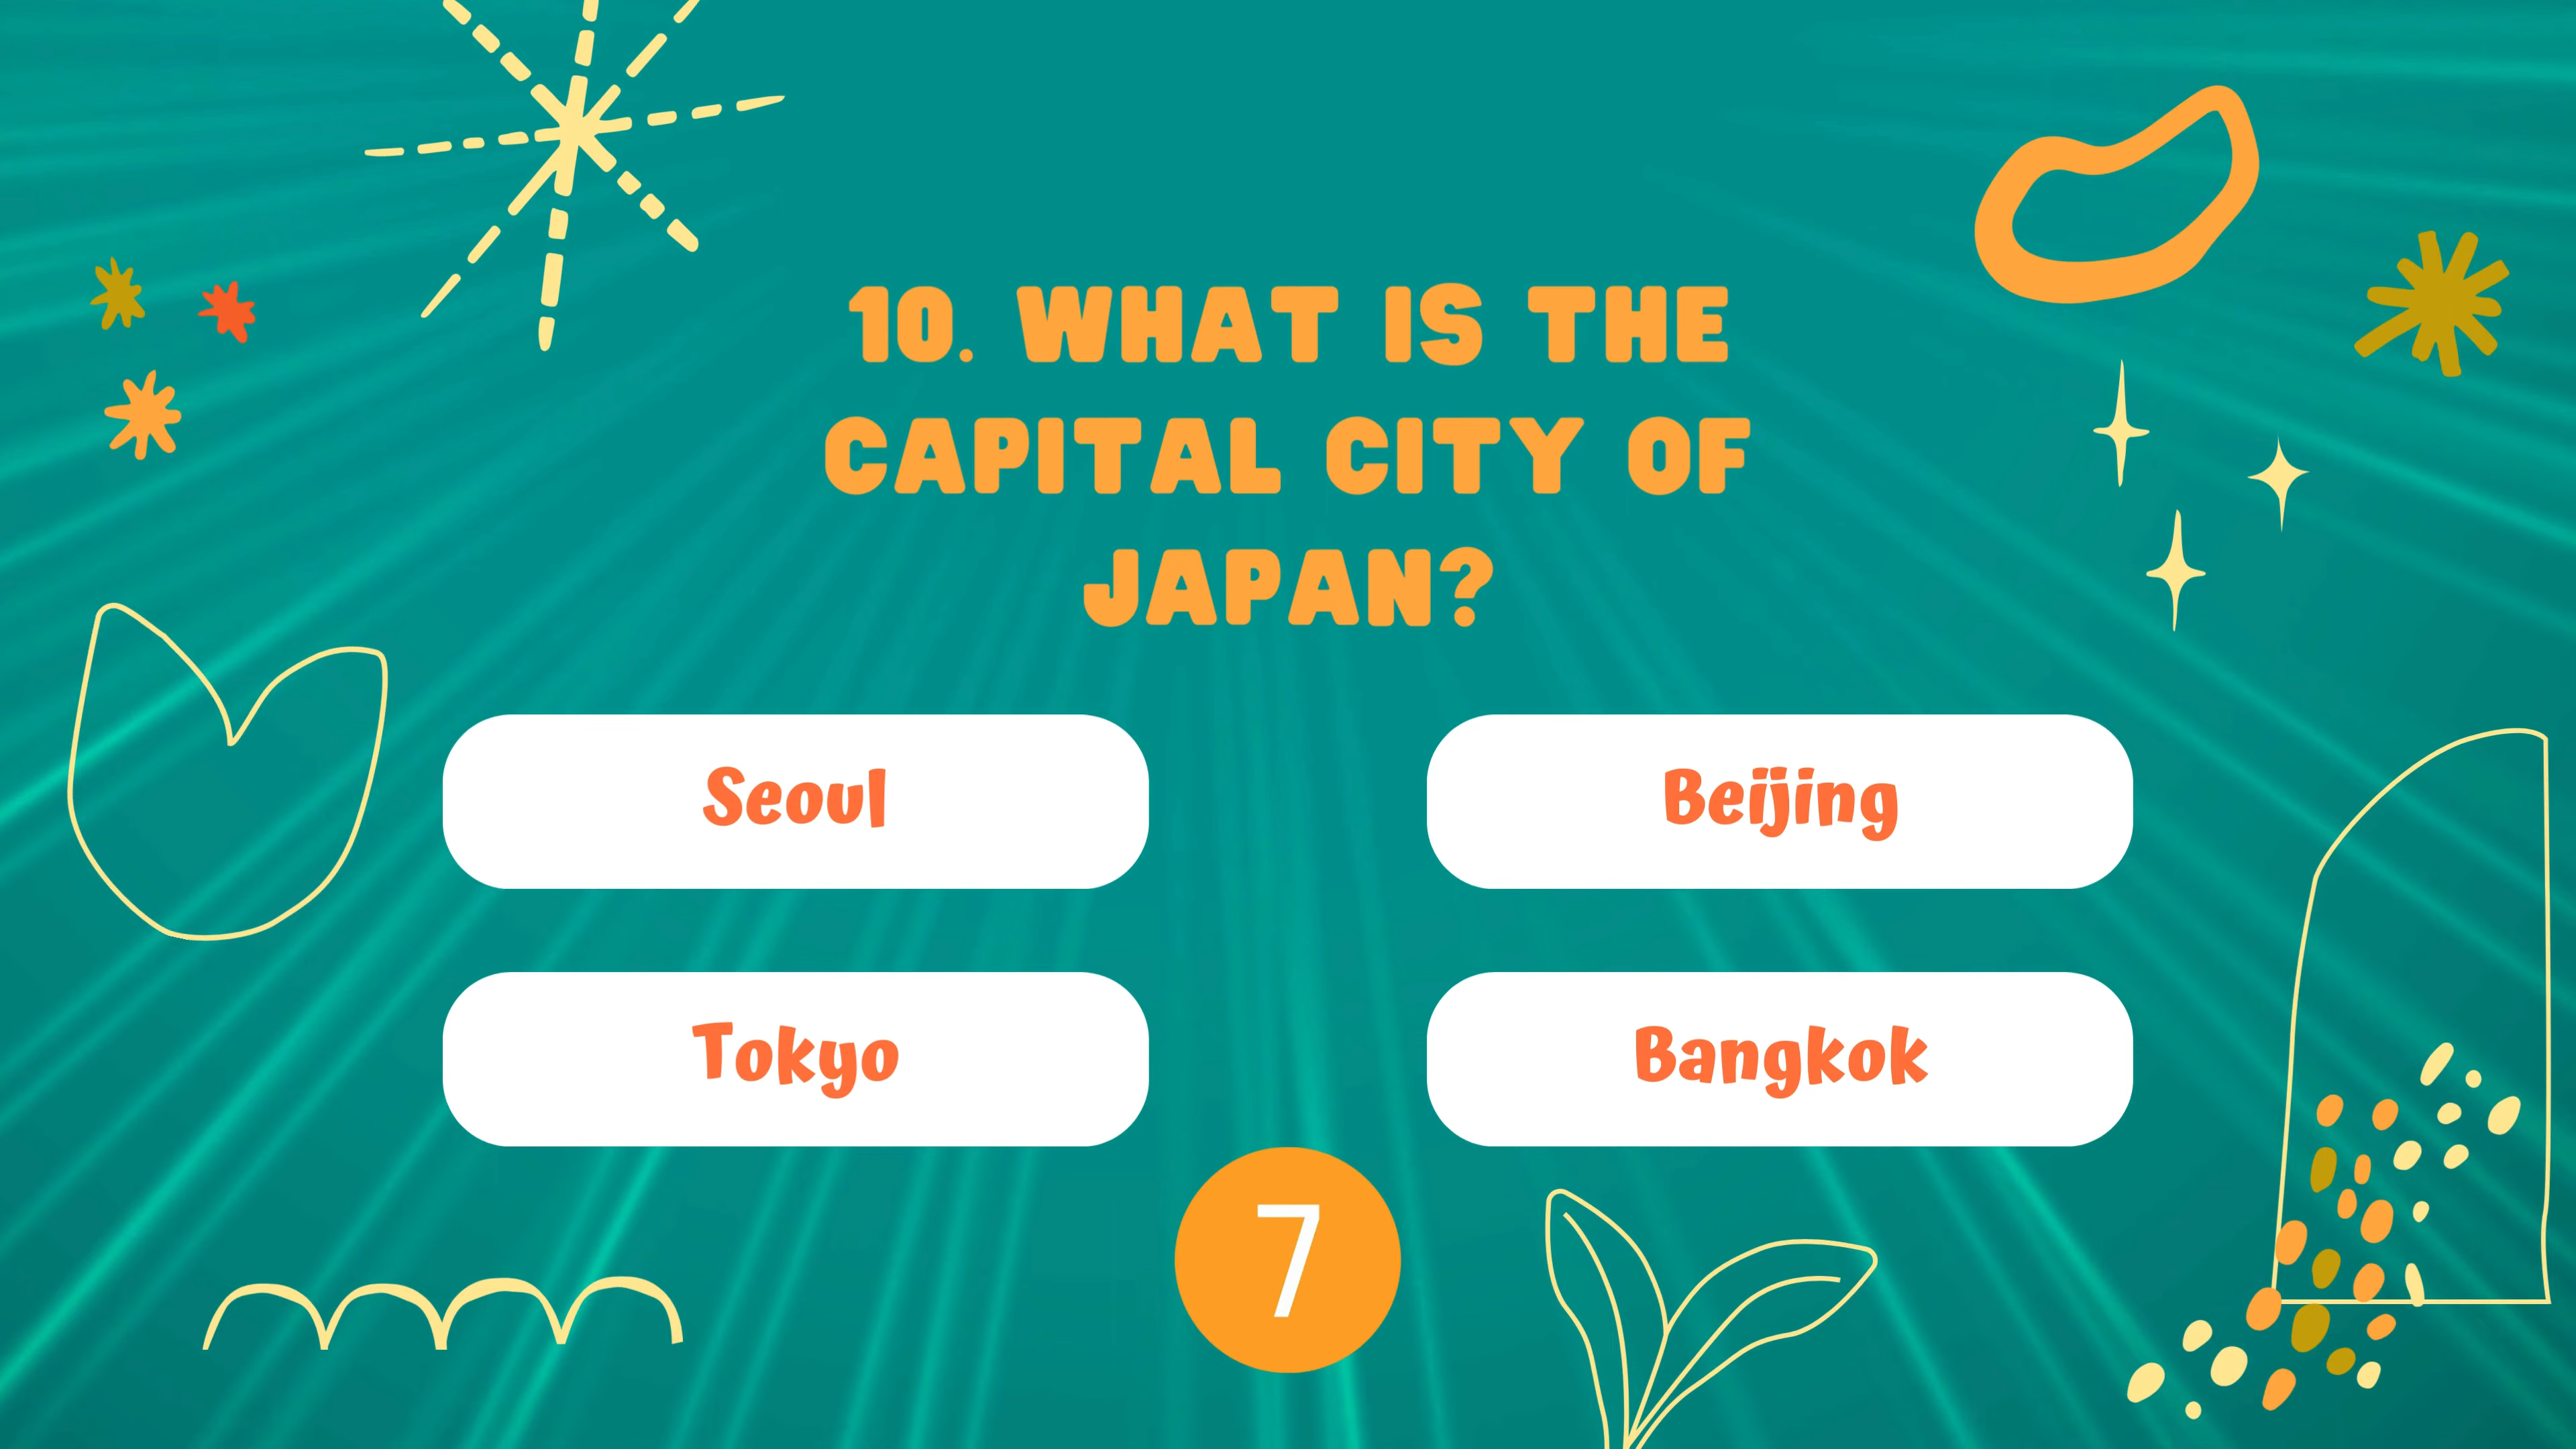 10. WHAT IS THE
CAPITAL CITY OF
JAPAN?
Seoul
Beijing
Tokyo
Bangkok
7